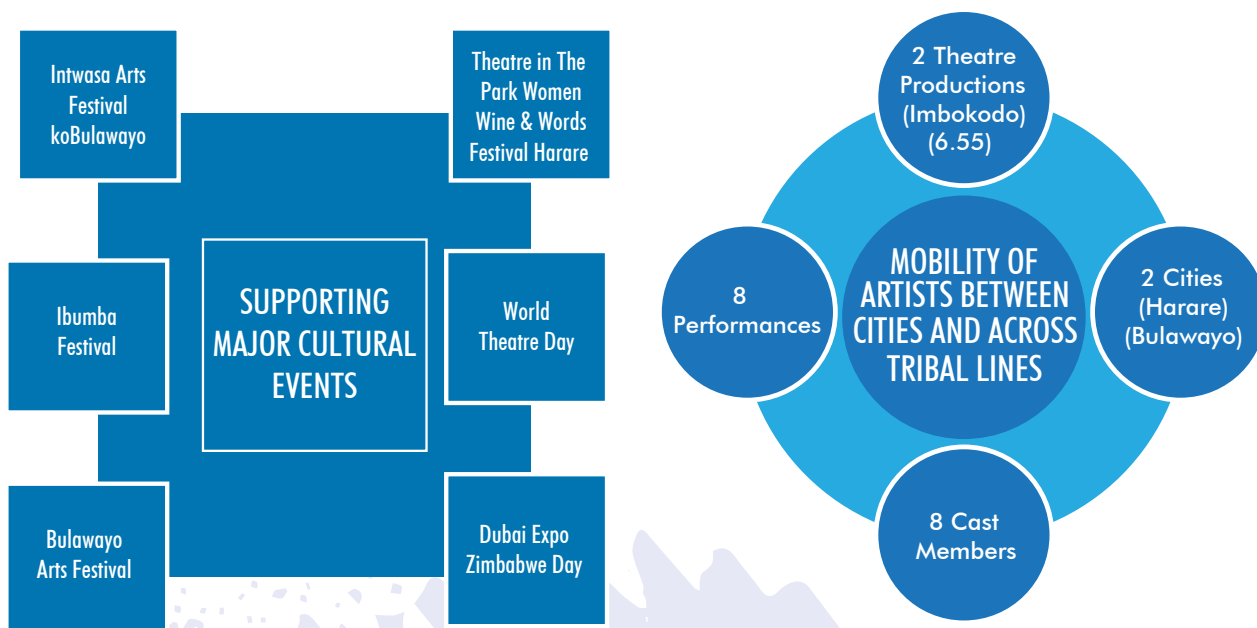 Intwasa Arts
Festival
koBulawayo
Theatre in The
Park Women
Wine & Words
Festival Harare
Ibumba
Festival
SUPPORTING
MAJOR CULTURAL
EVENTS
World
Theatre Day
Bulawayo
Arts Festival
Dubai Expo
Zimbabwe Day
2 Theatre
Productions
(Imbokodo)
(6.55)
8
Performances
MOBILITY OF
ARTISTS BETWEEN
CITIES AND ACROSS
TRIBAL LINES
2 Cities
(Harare)
(Bulawayo)
8 Cast
Members